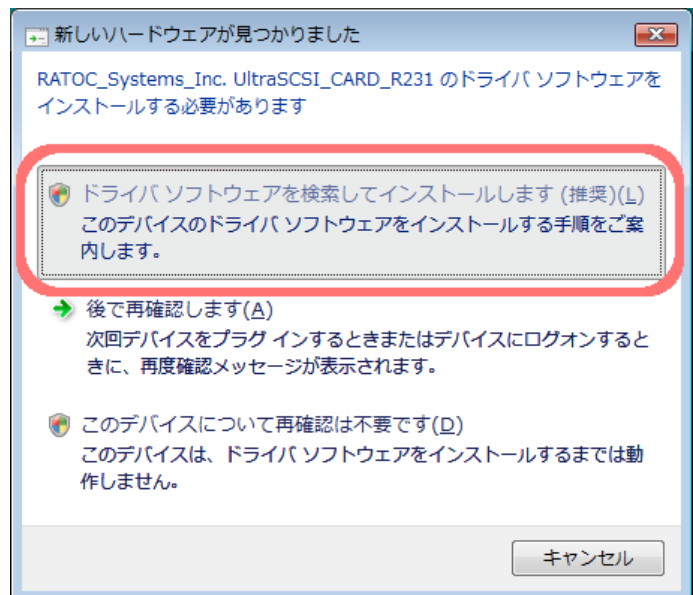 新しいハードウェアが見つかりました
RATOC_Systems_Inc. UltraSCSI_CARD_R231 のドライバ ソフトウェアを
インストールする必要があります
ドライバ ソフトウェアを検索してインストールします (推奨)(L)
このデバイスのドライバ ソフトウェアをインストールする手順をご案
内します。
後で再確認します(A)
次回デバイスをプラグ インするときまたはデバイスにログオンすると
きに、再度確認メッセージが表示されます。
このデバイスについて再確認は不要です(D)
このデバイスは、ドライバ ソフトウェアをインストールするまでは動
作しません。
キャンセル